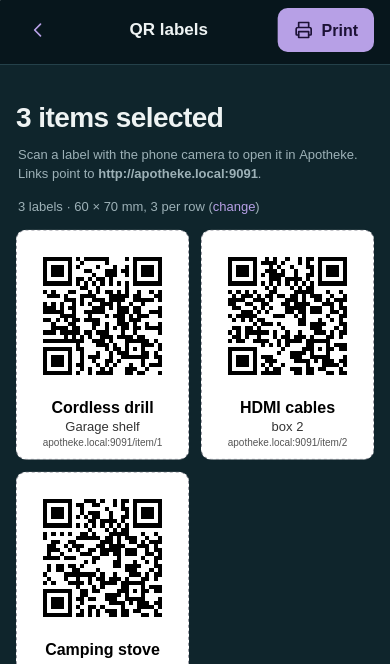 QR labels
Print
3 items selected
Scan a label with the phone camera to open it in Apotheke.
Links point to http://apotheke.local:9091.
3 labels · 60 × 70 mm, 3 per row (change)
Cordless drill
Garage shelf
apotheke.local:9091/item/1
HDMI cables
box 2
apotheke.local:9091/item/2
Camping stove